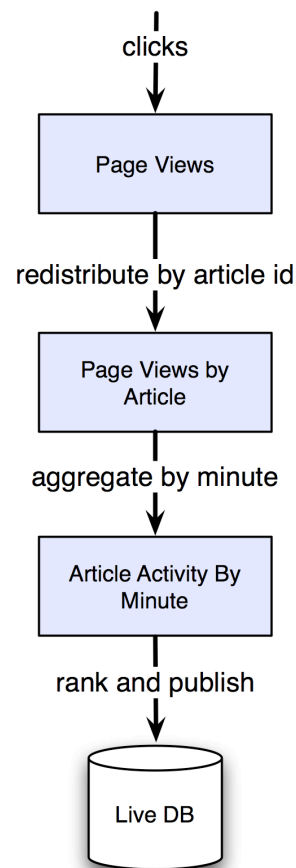 clicks
Page Views
redistribute by article id
Page Views by
Article
aggregate by minute
Article Activity By
Minute
rank and publish
Live DB